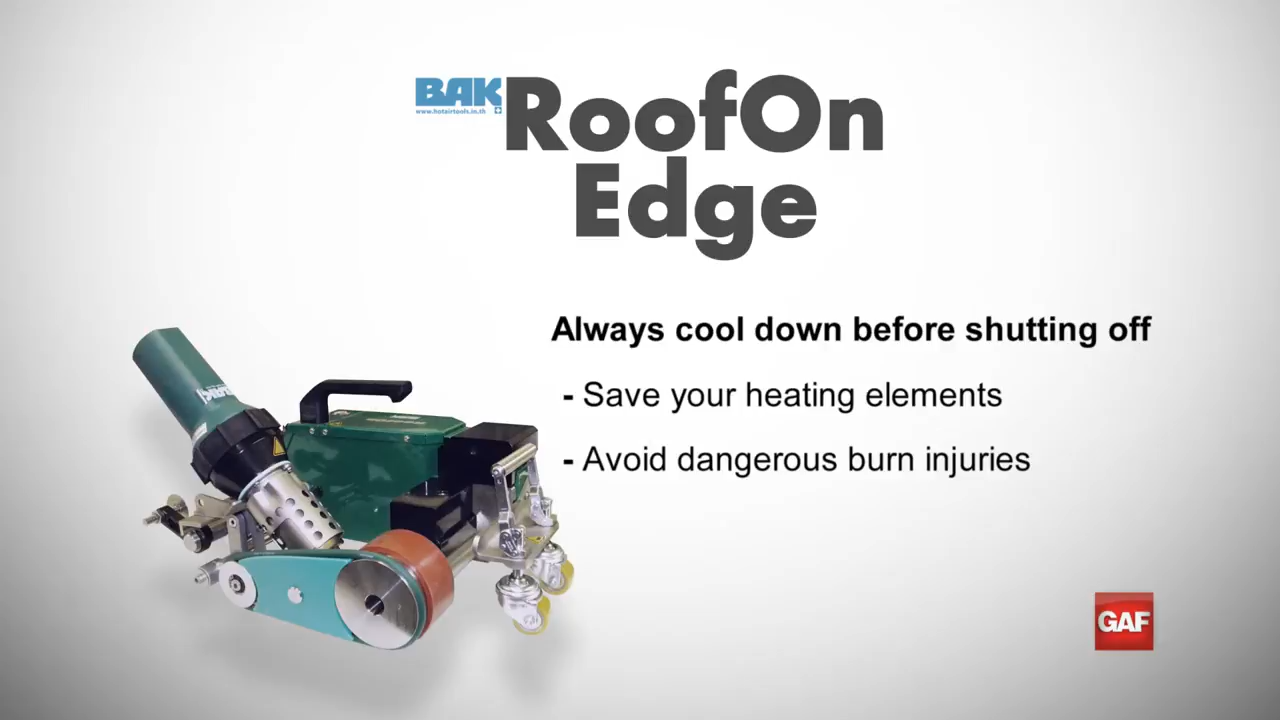 BAK
www.hotairtools.in.th
RoofOn
Edge
Always cool down before shutting off
- Save your heating elements
- Avoid dangerous burn injuries
GAF